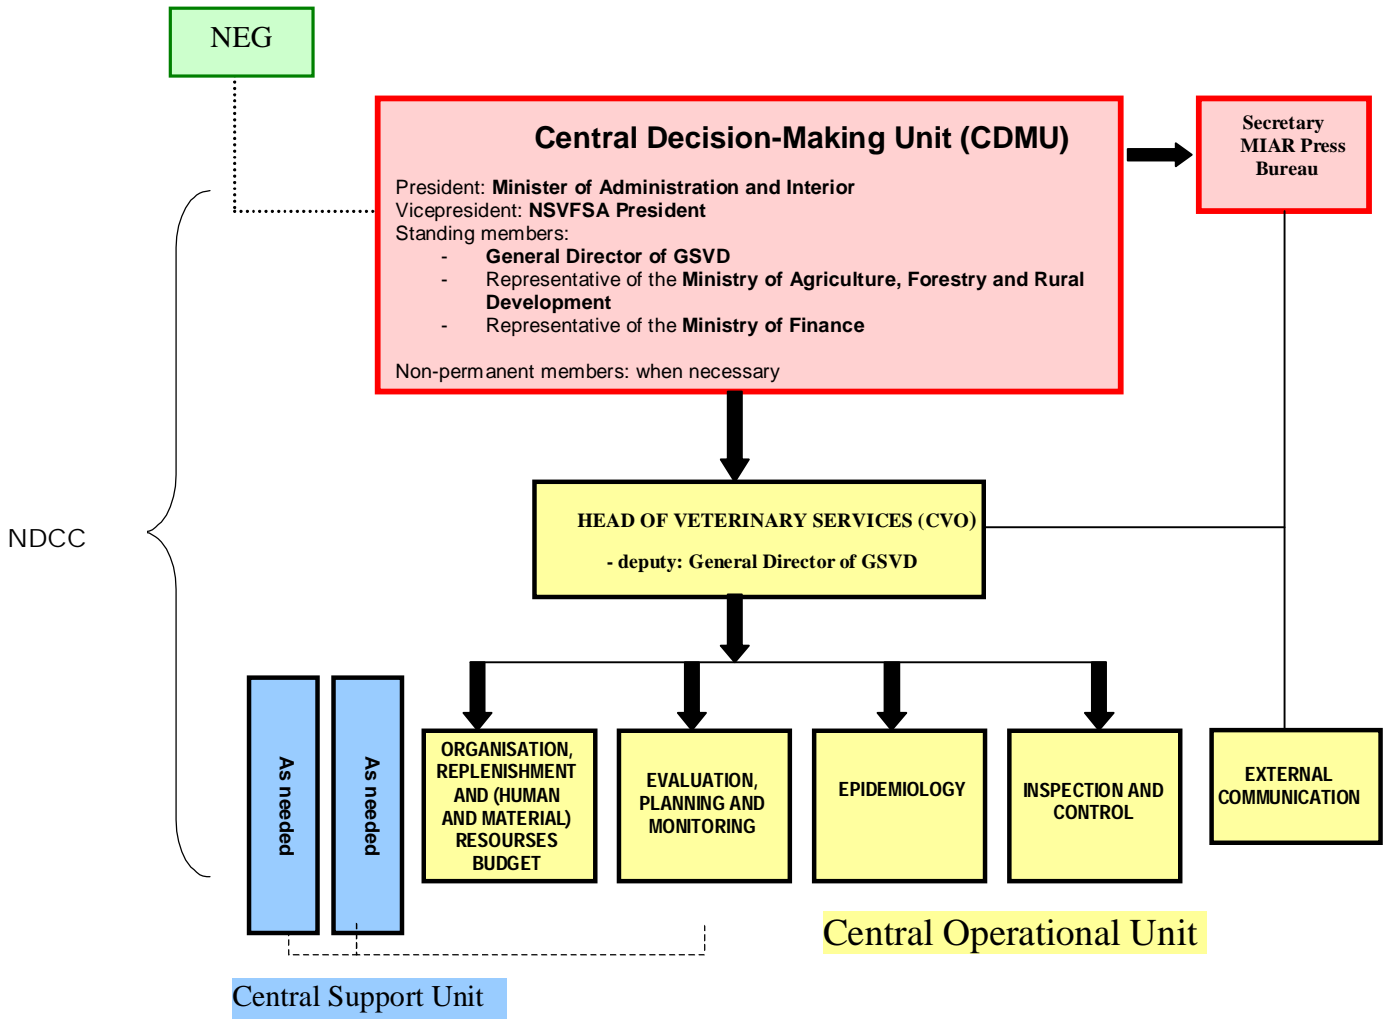 NEG
Central Decision-Making Unit (CDMU)
President: Minister of Administration and Interior
Vicepresident: NSVFSA President
Standing members:
- General Director of GSVD
- Representative of the Ministry of Agriculture, Forestry and Rural
Development
- Representative of the Ministry of Finance
Non-permanent members: when necessary
Secretary
MIAR Press
Bureau
NDCC
HEAD OF VETERINARY SERVICES (CVO)
- deputy: General Director of GSVD
As needed
As needed
ORGANISATION,
REPLENISHMENT
AND (HUMAN
AND MATERIAL)
RESOURSES
BUDGET
EVALUATION,
PLANNING AND
MONITORING
EPIDEMIOLOGY
INSPECTION AND
CONTROL
EXTERNAL
COMMUNICATION
Central Operational Unit
Central Support Unit